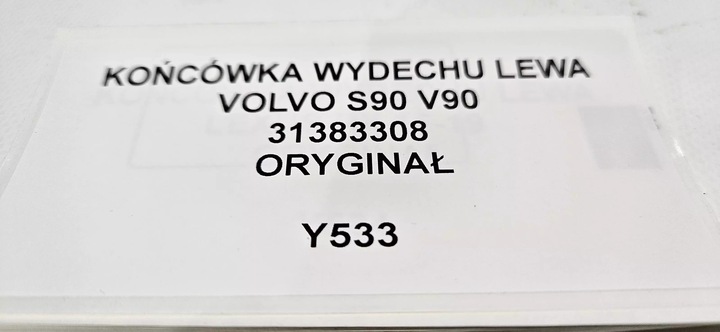 KOŃCÓWKA WYDECHU LEWA
VOLVO S90 V90
31383308
ORYGINAŁ
Y533